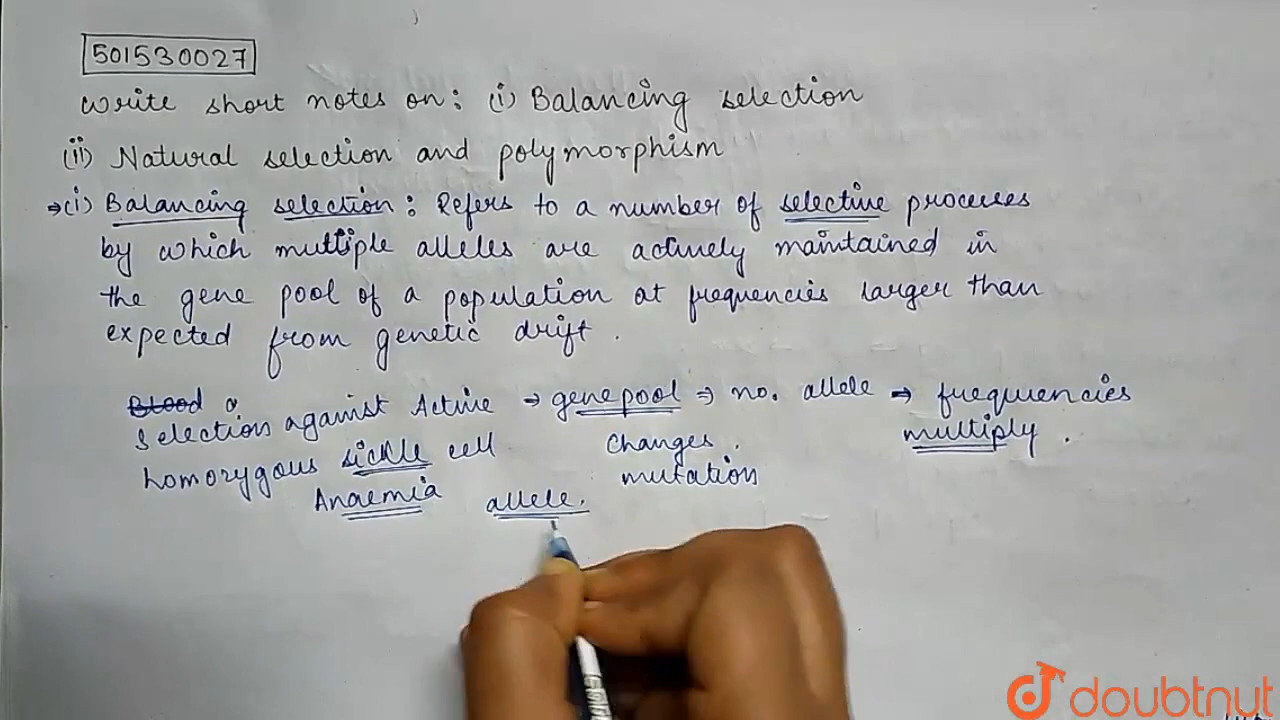 501530027
Write short notes on: (i) Balancing selection
(ii) Natural selection and polymorphism
→(i) Balancing selection: Refers to a number of selective processes
by which multiple alleles are actively maintained in
the gene pool of a population at frequencies larger than
expected from genetic drift.
Blood
Selection against Active → gene pool → no. allele → frequencies
homozygous sickle cell changes. multiply.
Anaemia allele. mutation
doubtnut